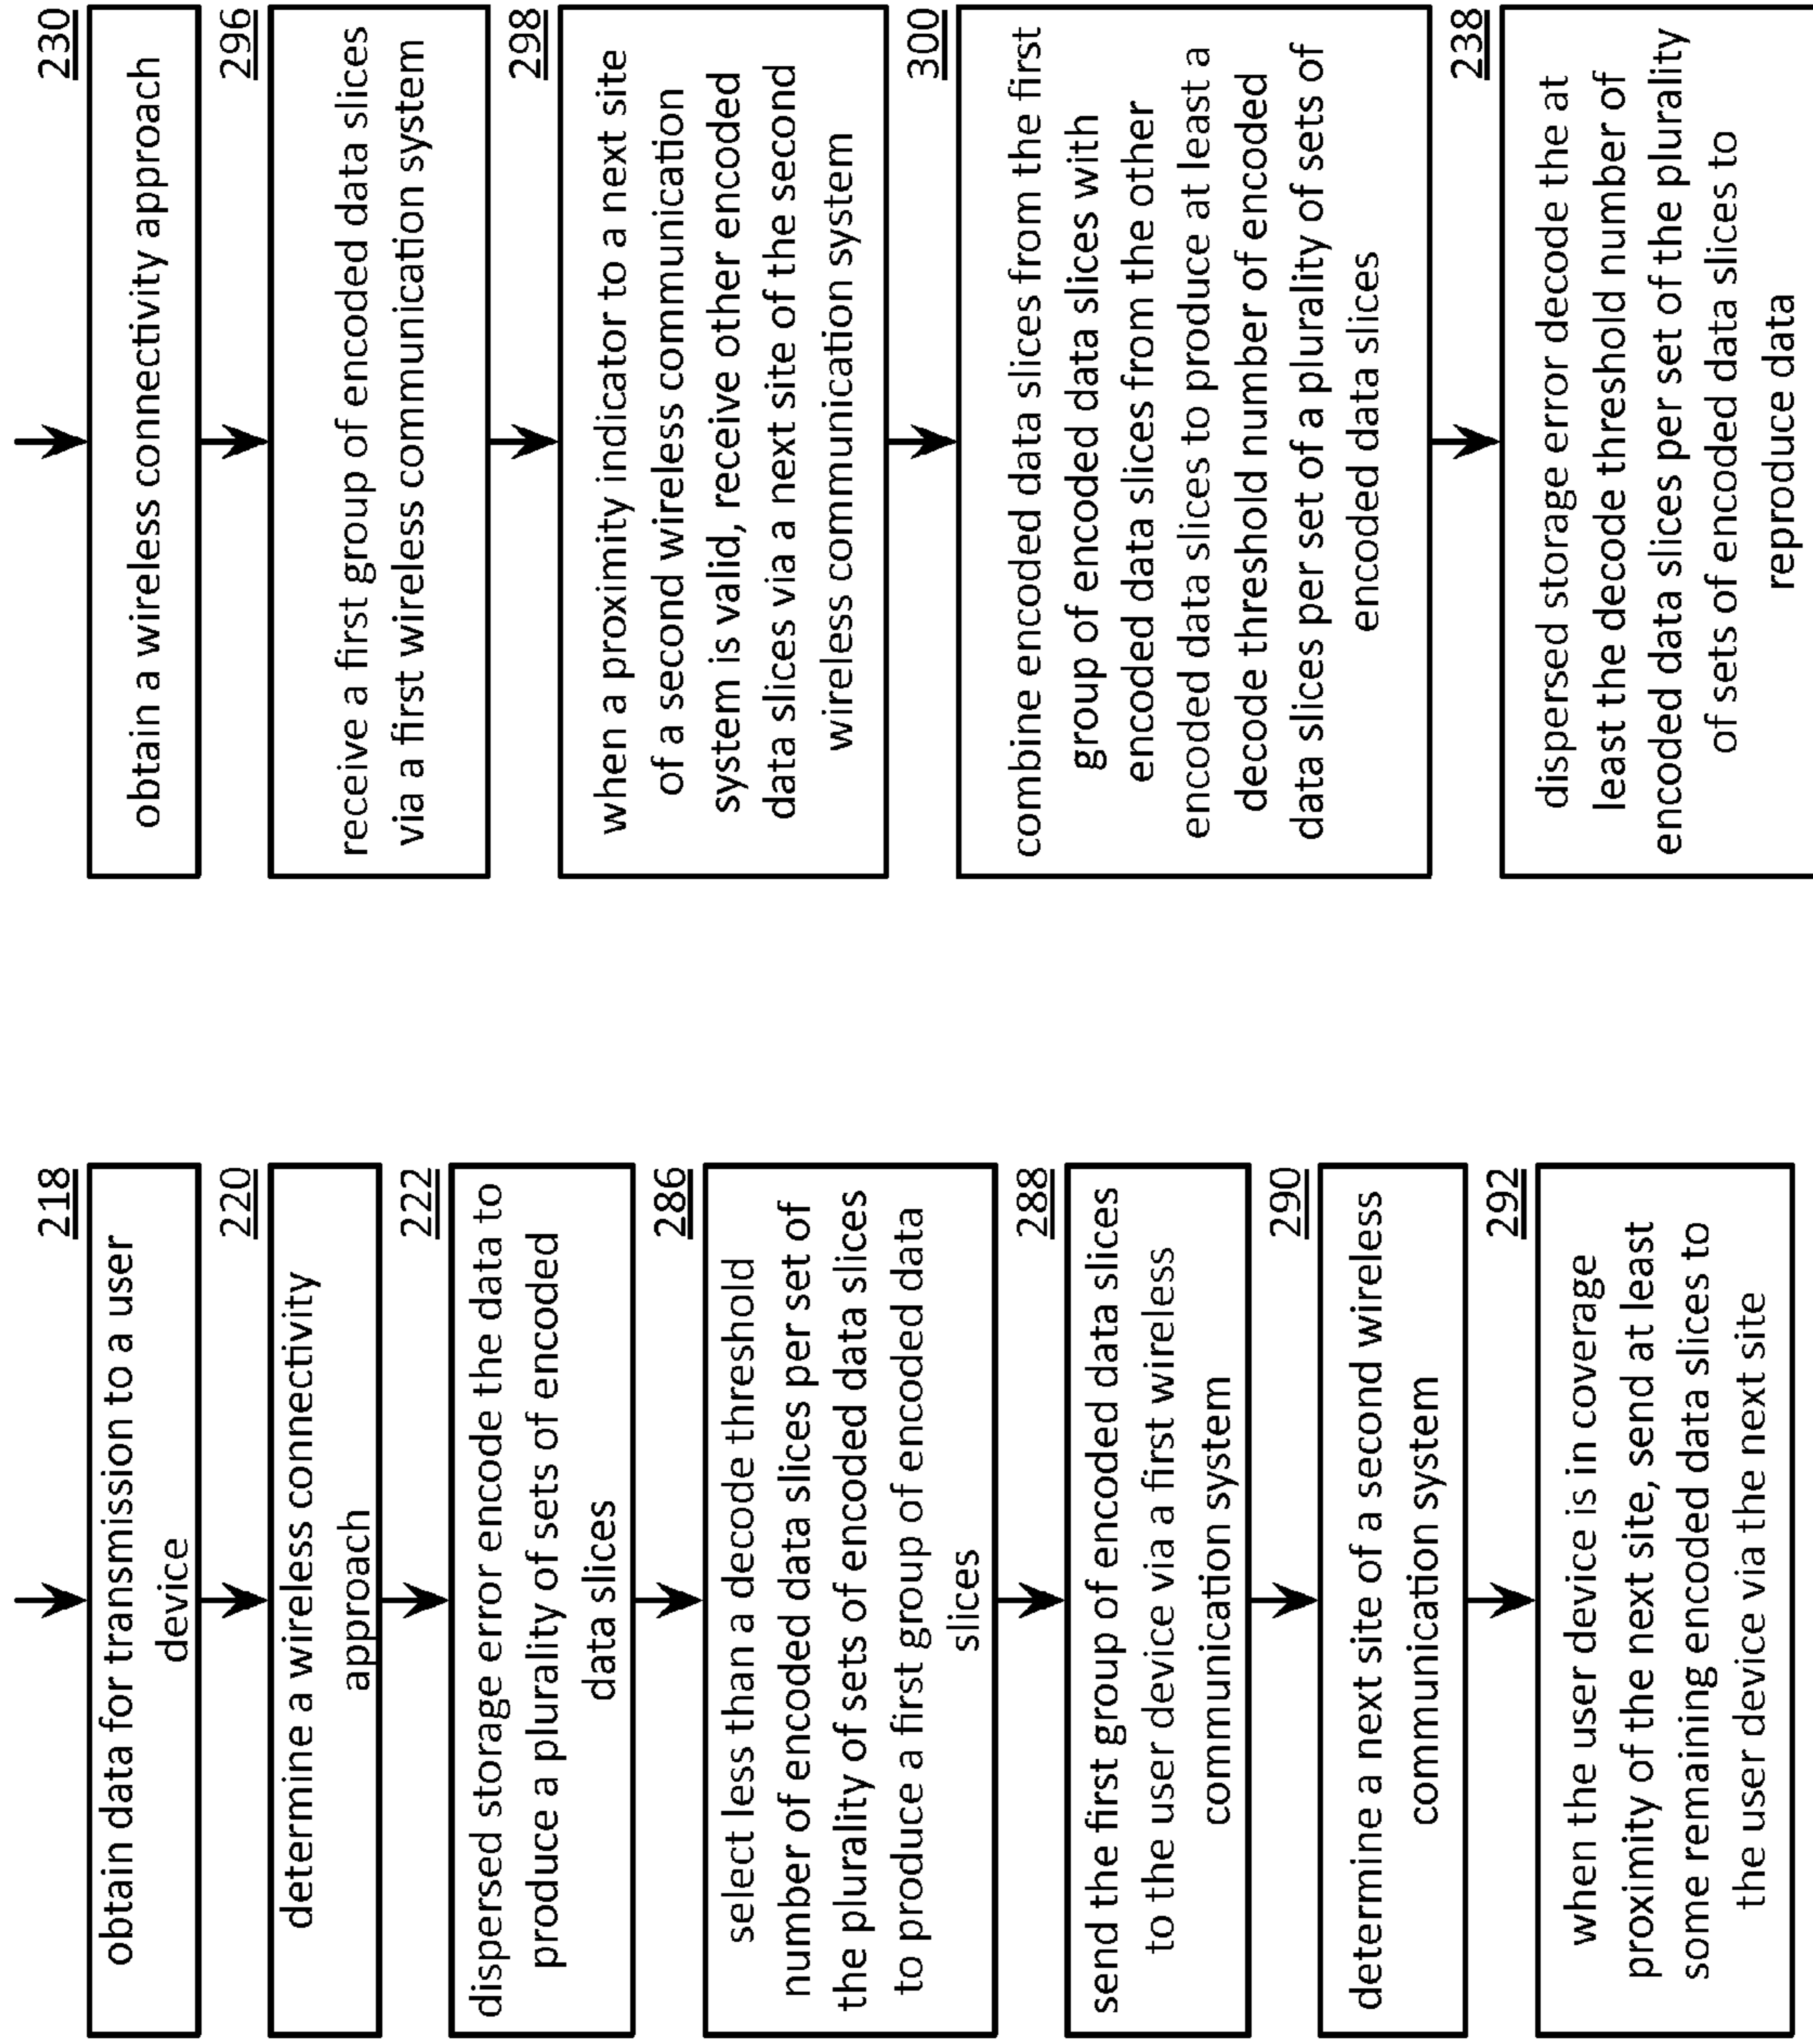 218
obtain data for transmission to a user
device
220
determine a wireless connectivity
approach
222
dispersed storage error encode the data to
produce a plurality of sets of encoded
data slices
286
select less than a decode threshold
number of encoded data slices per set of
the plurality of sets of encoded data slices
to produce a first group of encoded data
slices
288
send the first group of encoded data slices
to the user device via a first wireless
communication system
290
determine a next site of a second wireless
communication system
292
when the user device is in coverage
proximity of the next site, send at least
some remaining encoded data slices to
the user device via the next site
230
obtain a wireless connectivity approach
296
receive a first group of encoded data slices
via a first wireless communication system
298
when a proximity indicator to a next site
of a second wireless communication
system is valid, receive other encoded
data slices via a next site of the second
wireless communication system
300
combine encoded data slices from the first
group of encoded data slices with
encoded data slices from the other
encoded data slices to produce at least a
decode threshold number of encoded
data slices per set of a plurality of sets of
encoded data slices
238
dispersed storage error decode the at
least the decode threshold number of
encoded data slices per set of the plurality
of sets of encoded data slices to
reproduce data